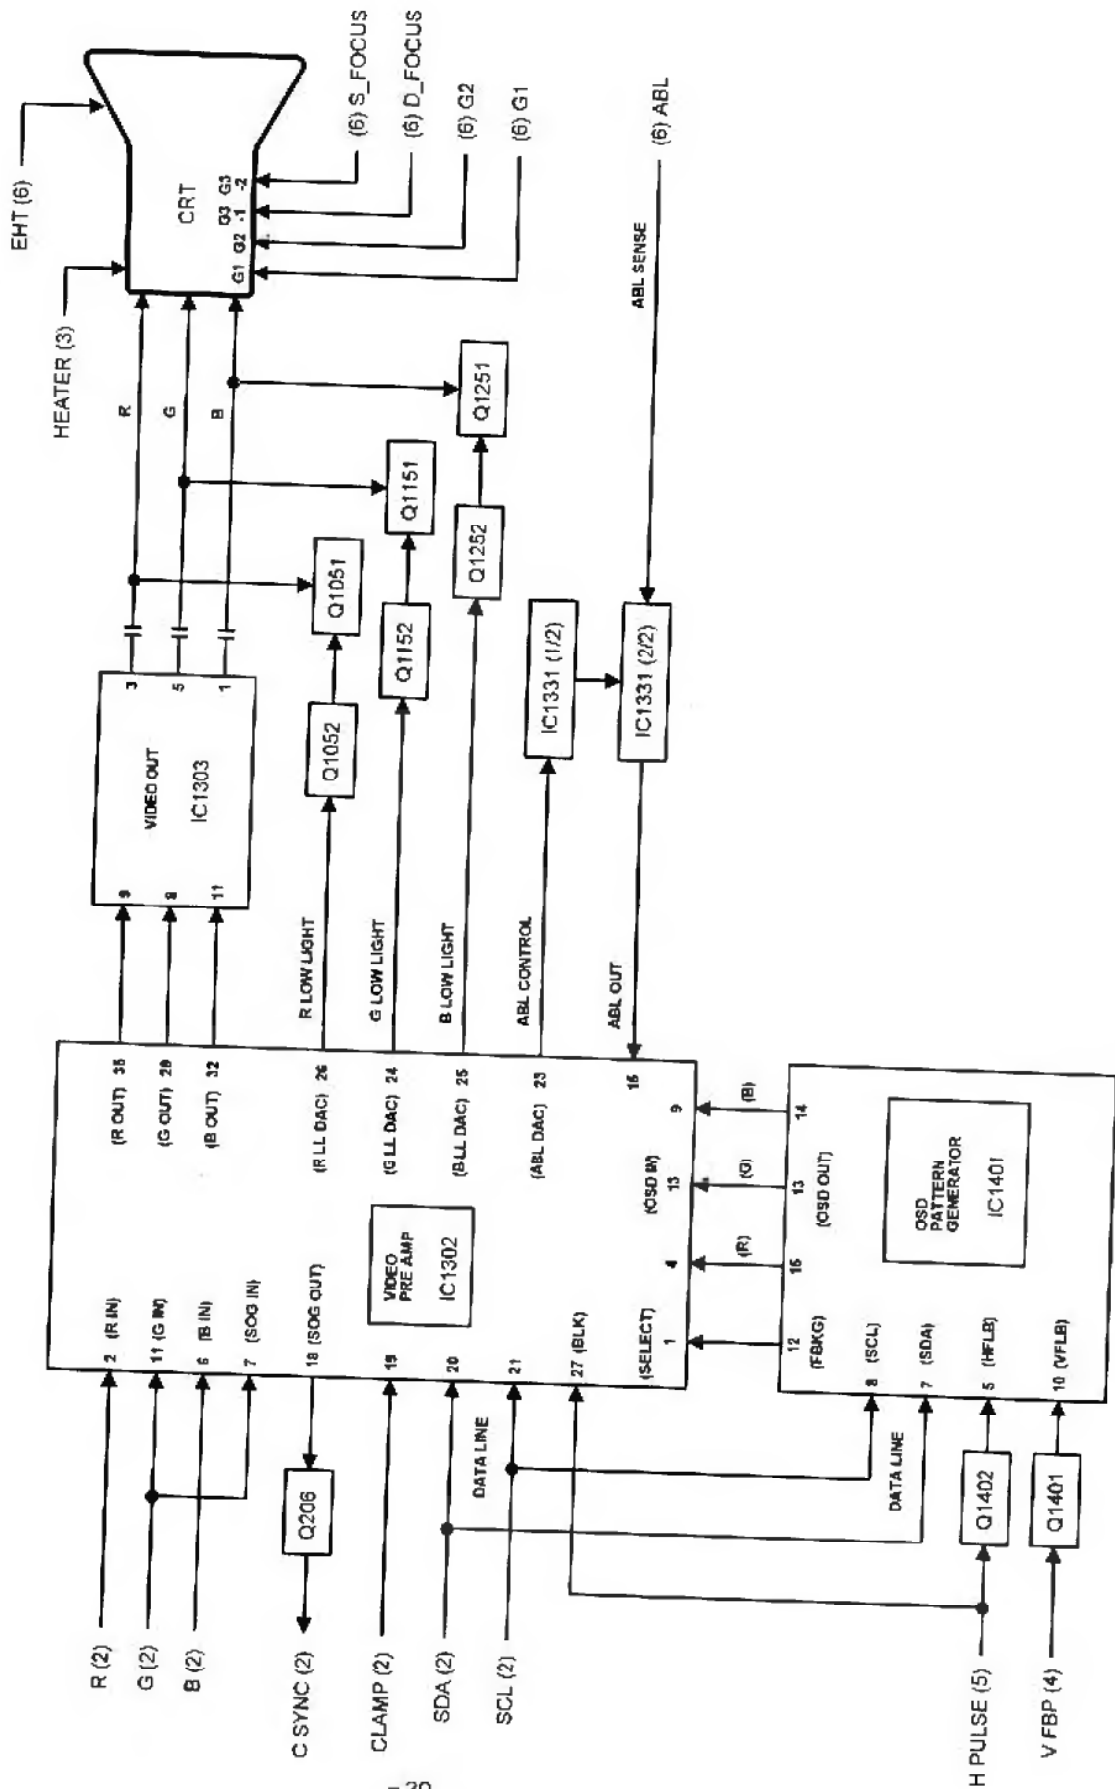 EHT (6)
HEATER (3)
CRT
G1
G2
G3
-1
G3
-2
(6) S_FOCUS
(6) D_FOCUS
(6) G2
(6) G1
R
G
B
VIDEO OUT
IC1303
9
8
11
3
5
1
Q1051
Q1052
Q1151
Q1152
Q1251
Q1252
R LOW LIGHT
G LOW LIGHT
B LOW LIGHT
ABL CONTROL
ABL OUT
ABL SENSE
(6) ABL
IC1331 (1/2)
IC1331 (2/2)
R (2)
G (2)
B (2)
C SYNC (2)
CLAMP (2)
SDA (2)
SCL (2)
H PULSE (5)
V FBP (4)
Q206
2 (R IN)
11 (G IN)
6 (B IN)
7 (SOG IN)
18 (SOG OUT)
19
20
21
27 (BLK)
VIDEO
PRE AMP
IC1302
(R OUT) 35
(G OUT) 29
(B OUT) 32
(R LL DAC) 26
(G LL DAC) 24
(B LL DAC) 25
(ABL DAC) 23
15
(SELECT)
1
4
(OSD IN)
13
9
(R)
(G)
(B)
DATA LINE
DATA LINE
12
(FBKG)
15
13
(OSD OUT)
14
8 (SCL)
7 (SDA)
5 (HFLB)
10 (VFLB)
OSD
PATTERN
GENERATOR
IC1401
Q1402
Q1401
– 20